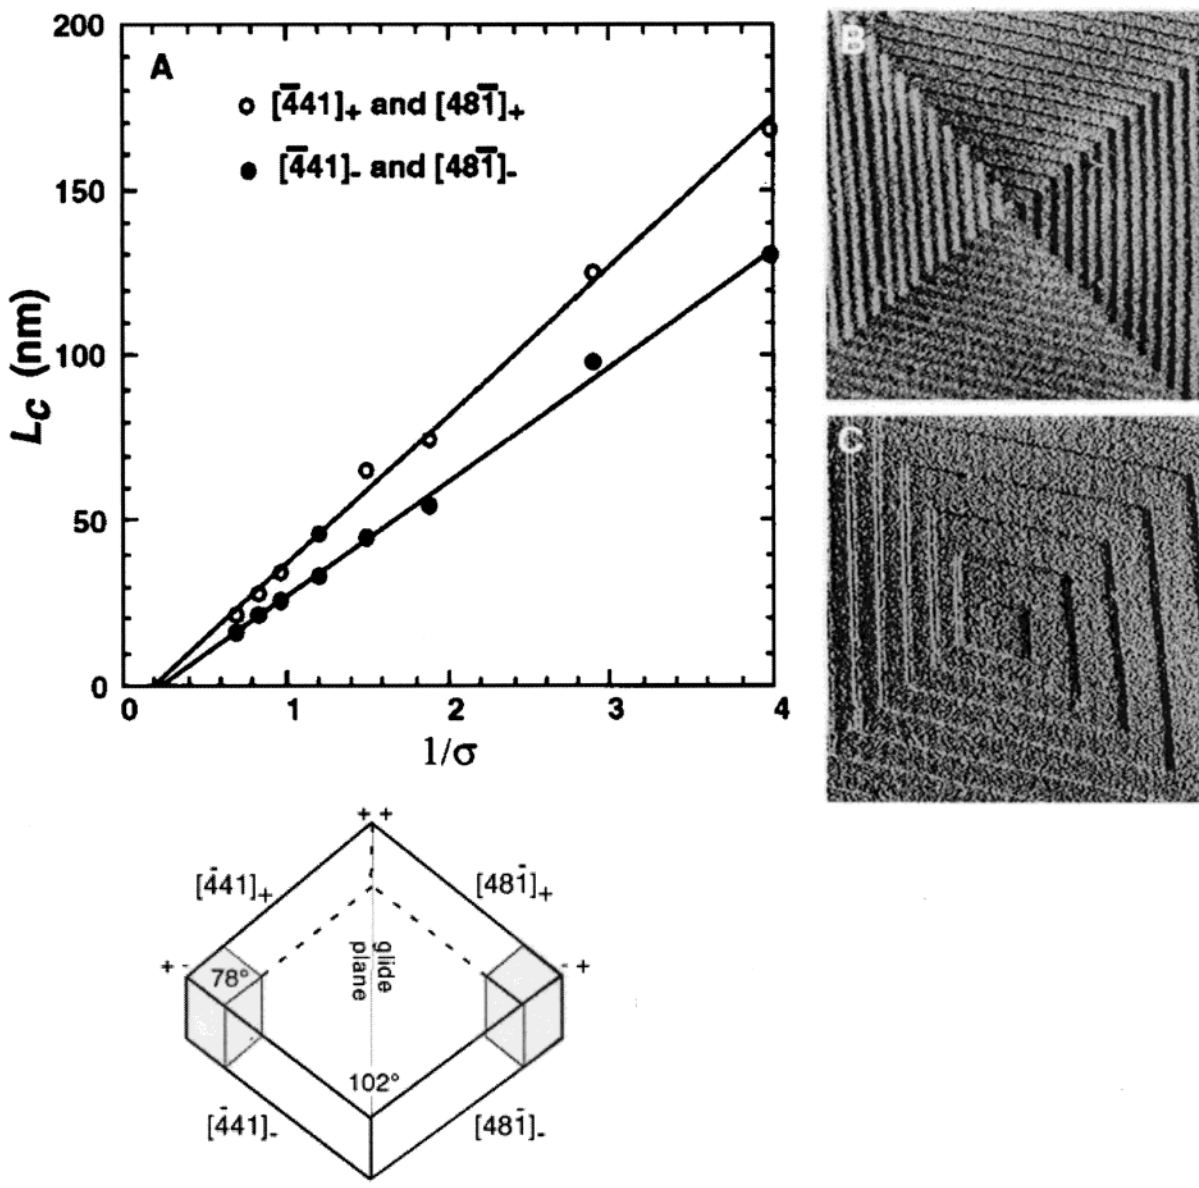 200
A
B
[4̅41]₊ and [481̅]₊
[4̅41]₋ and [481̅]₋
150
Lc (nm)
100
C
50
0
0 1 2 3 4
1/σ
+ +
[4̅41]₊ [481̅]₊
+ - - +
78°
glide
plane
102°
[4̅41]₋ [481̅]₋